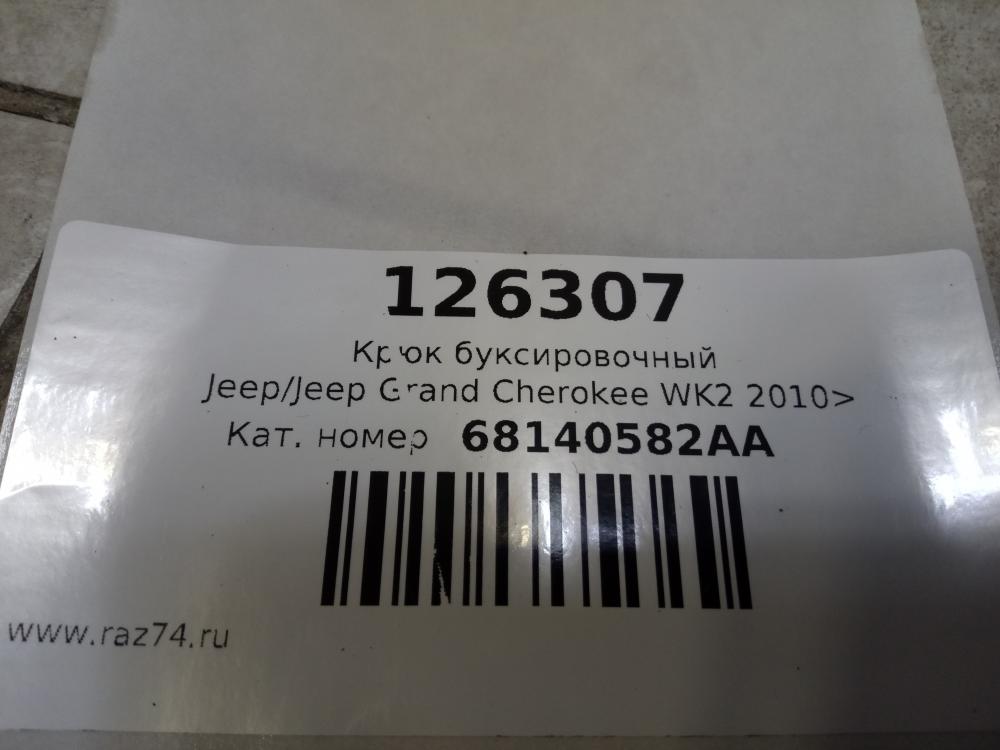 126307
Крюк буксировочный
Jeep/Jeep Grand Cherokee WK2 2010>
Кат. номер 68140582AA
www.raz74.ru